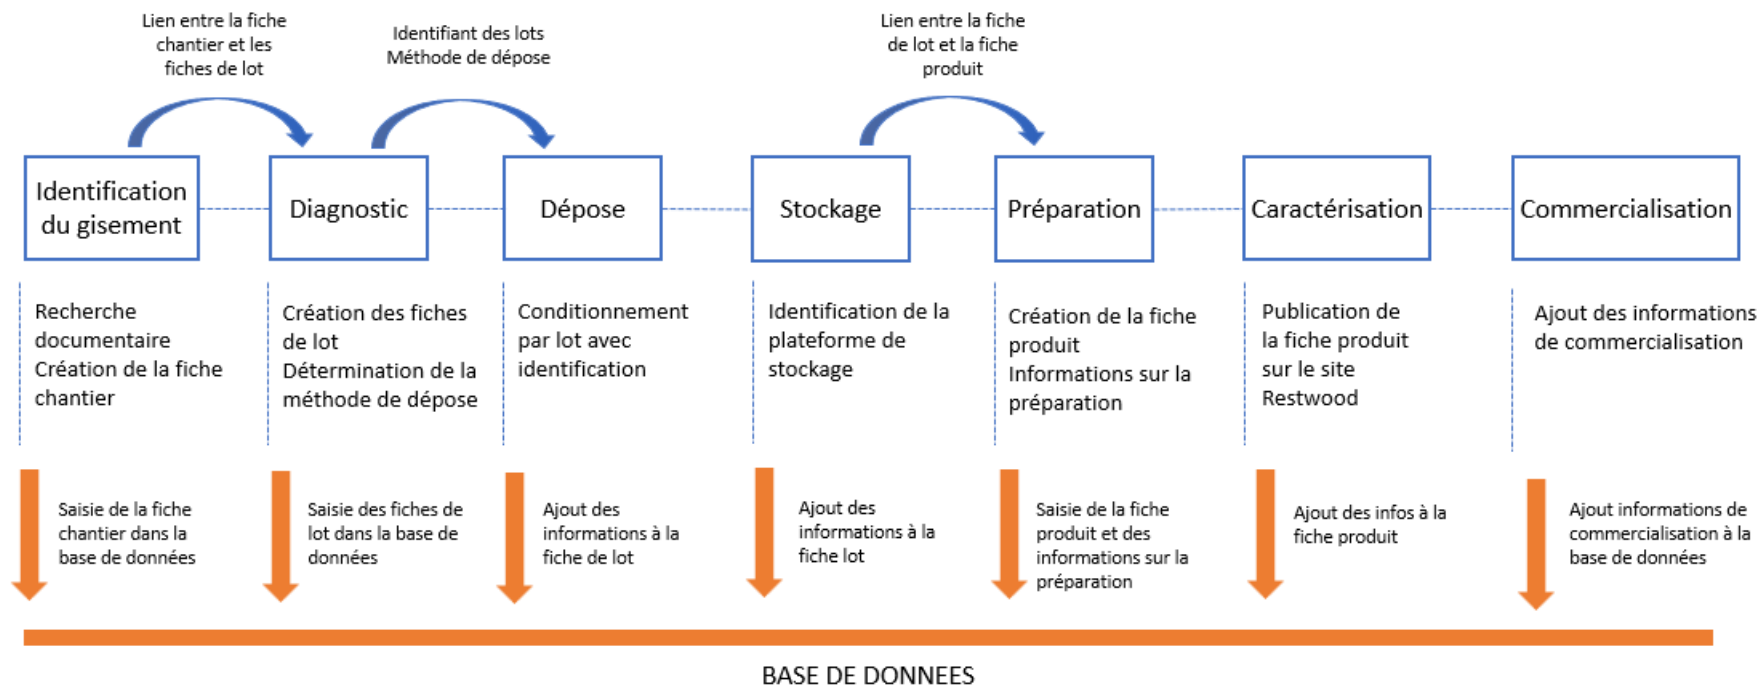 Lien entre la fiche
chantier et les
fiches de lot
Identifiant des lots
Méthode de dépose
Lien entre la fiche
de lot et la fiche
produit
Identification
du gisement
Diagnostic
Dépose
Stockage
Préparation
Caractérisation
Commercialisation
Recherche
documentaire
Création de la fiche
chantier
Création des fiches
de lot
Détermination de la
méthode de dépose
Conditionnement
par lot avec
identification
Identification de la
plateforme de
stockage
Création de la fiche
produit
Informations sur la
préparation
Publication de
la fiche produit
sur le site
Restwood
Ajout des informations
de commercialisation
Saisie de la fiche
chantier dans la
base de données
Saisie des fiches de
lot dans la base de
données
Ajout des
informations à la
fiche de lot
Ajout des
informations à la
fiche lot
Saisie de la fiche
produit et des
informations sur la
préparation
Ajout des infos à la
fiche produit
Ajout informations de
commercialisation à la
base de données
BASE DE DONNEES